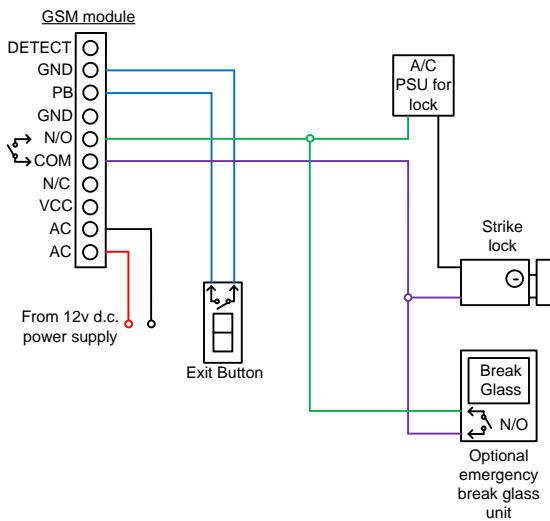 GSM module
DETECT
GND
PB
GND
N/O
COM
N/C
VCC
AC
AC
From 12v d.c.
power supply
Exit Button
A/C
PSU for
lock
Strike
lock
Break
Glass
N/O
Optional
emergency
break glass
unit